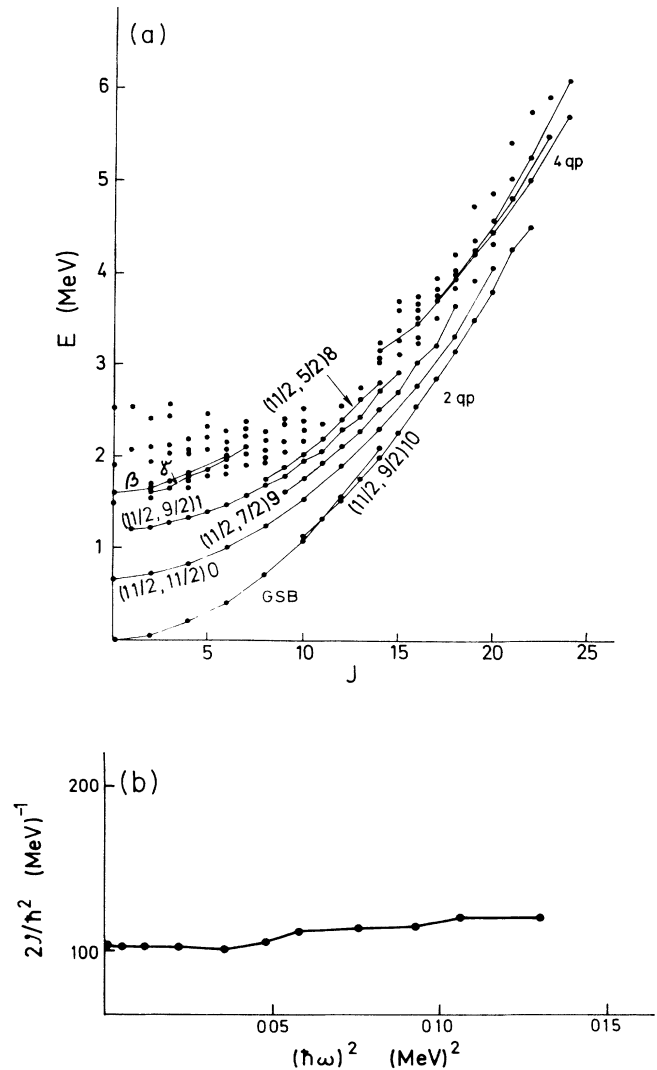 (a)
6
5
4
3
2
1
E (MeV)
4 qp
(11/2, 5/2)8
2 qp
β
γ
(11/2, 9/2)1
(11/2, 7/2)9
(11/2, 9/2)10
(11/2, 11/2)0
GSB
5
10
15
20
25
J
(b)
200
100
2𝓘/ħ² (MeV)⁻¹
005
010
015
(ħω)² (MeV)²